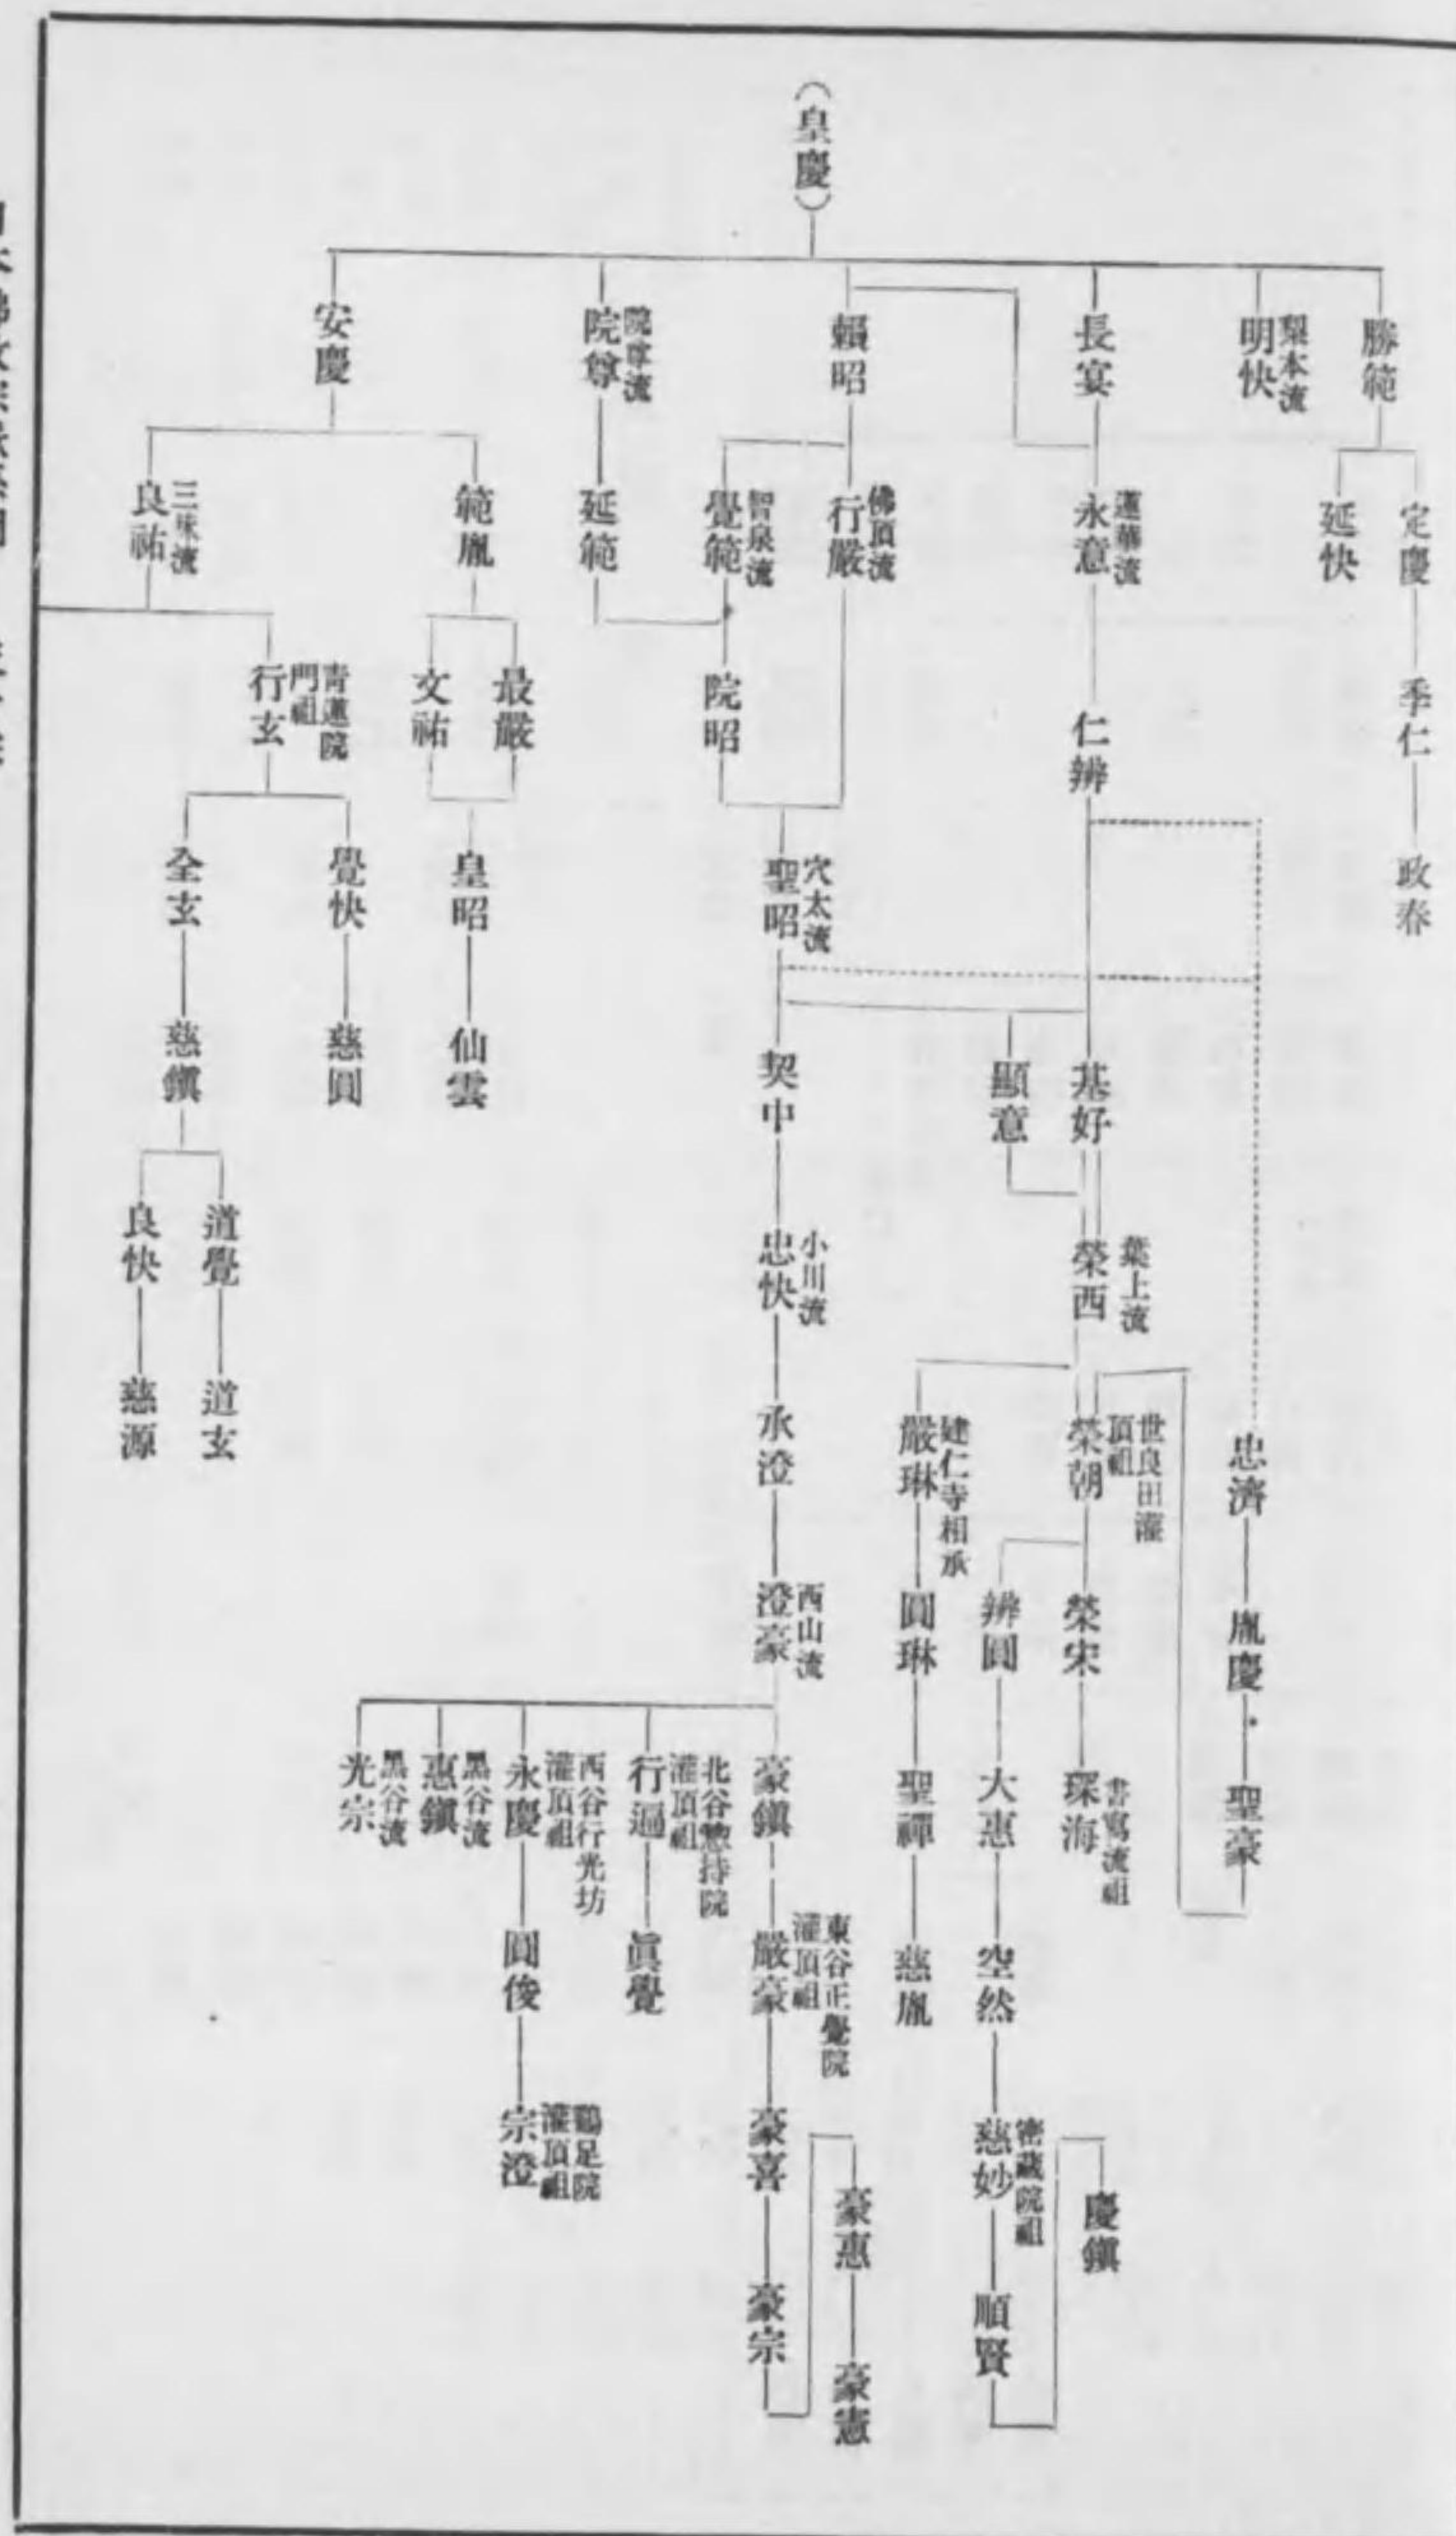 （皇慶）
勝範
定慶
季仁
政春
延快
梨本流
明快
長宴
蓮華流
永意
仁辨
基好
顯意
葉上流
榮西
世良田灌
頂祖
榮朝
榮宋
書寫流祖
琛海
辨圓
大惠
空然
密藏院祖
慈妙
順賢
慶鎭
建仁寺相承
嚴琳
圓琳
聖禪
慈胤
忠濟
胤慶
聖豪
賴昭
佛頂流
行嚴
智泉流
覺範
院昭
穴太流
聖昭
契中
小川流
忠快
承澄
西山流
澄豪
豪鎭
東谷正覺院
灌頂祖
嚴豪
豪喜
豪宗
豪惠
豪憲
北谷惣持院
灌頂祖
行遍
眞覺
西谷行光坊
灌頂祖
永慶
圓俊
鷄足院
灌頂祖
宗澄
黑谷流
惠鎭
黑谷流
光宗
院尊流
院尊
延範
安慶
範胤
最嚴
文祐
皇昭
仙雲
三昧流
良祐
青蓮院
門祖
行玄
覺快
慈圓
全玄
慈鎭
道覺
道玄
良快
慈源